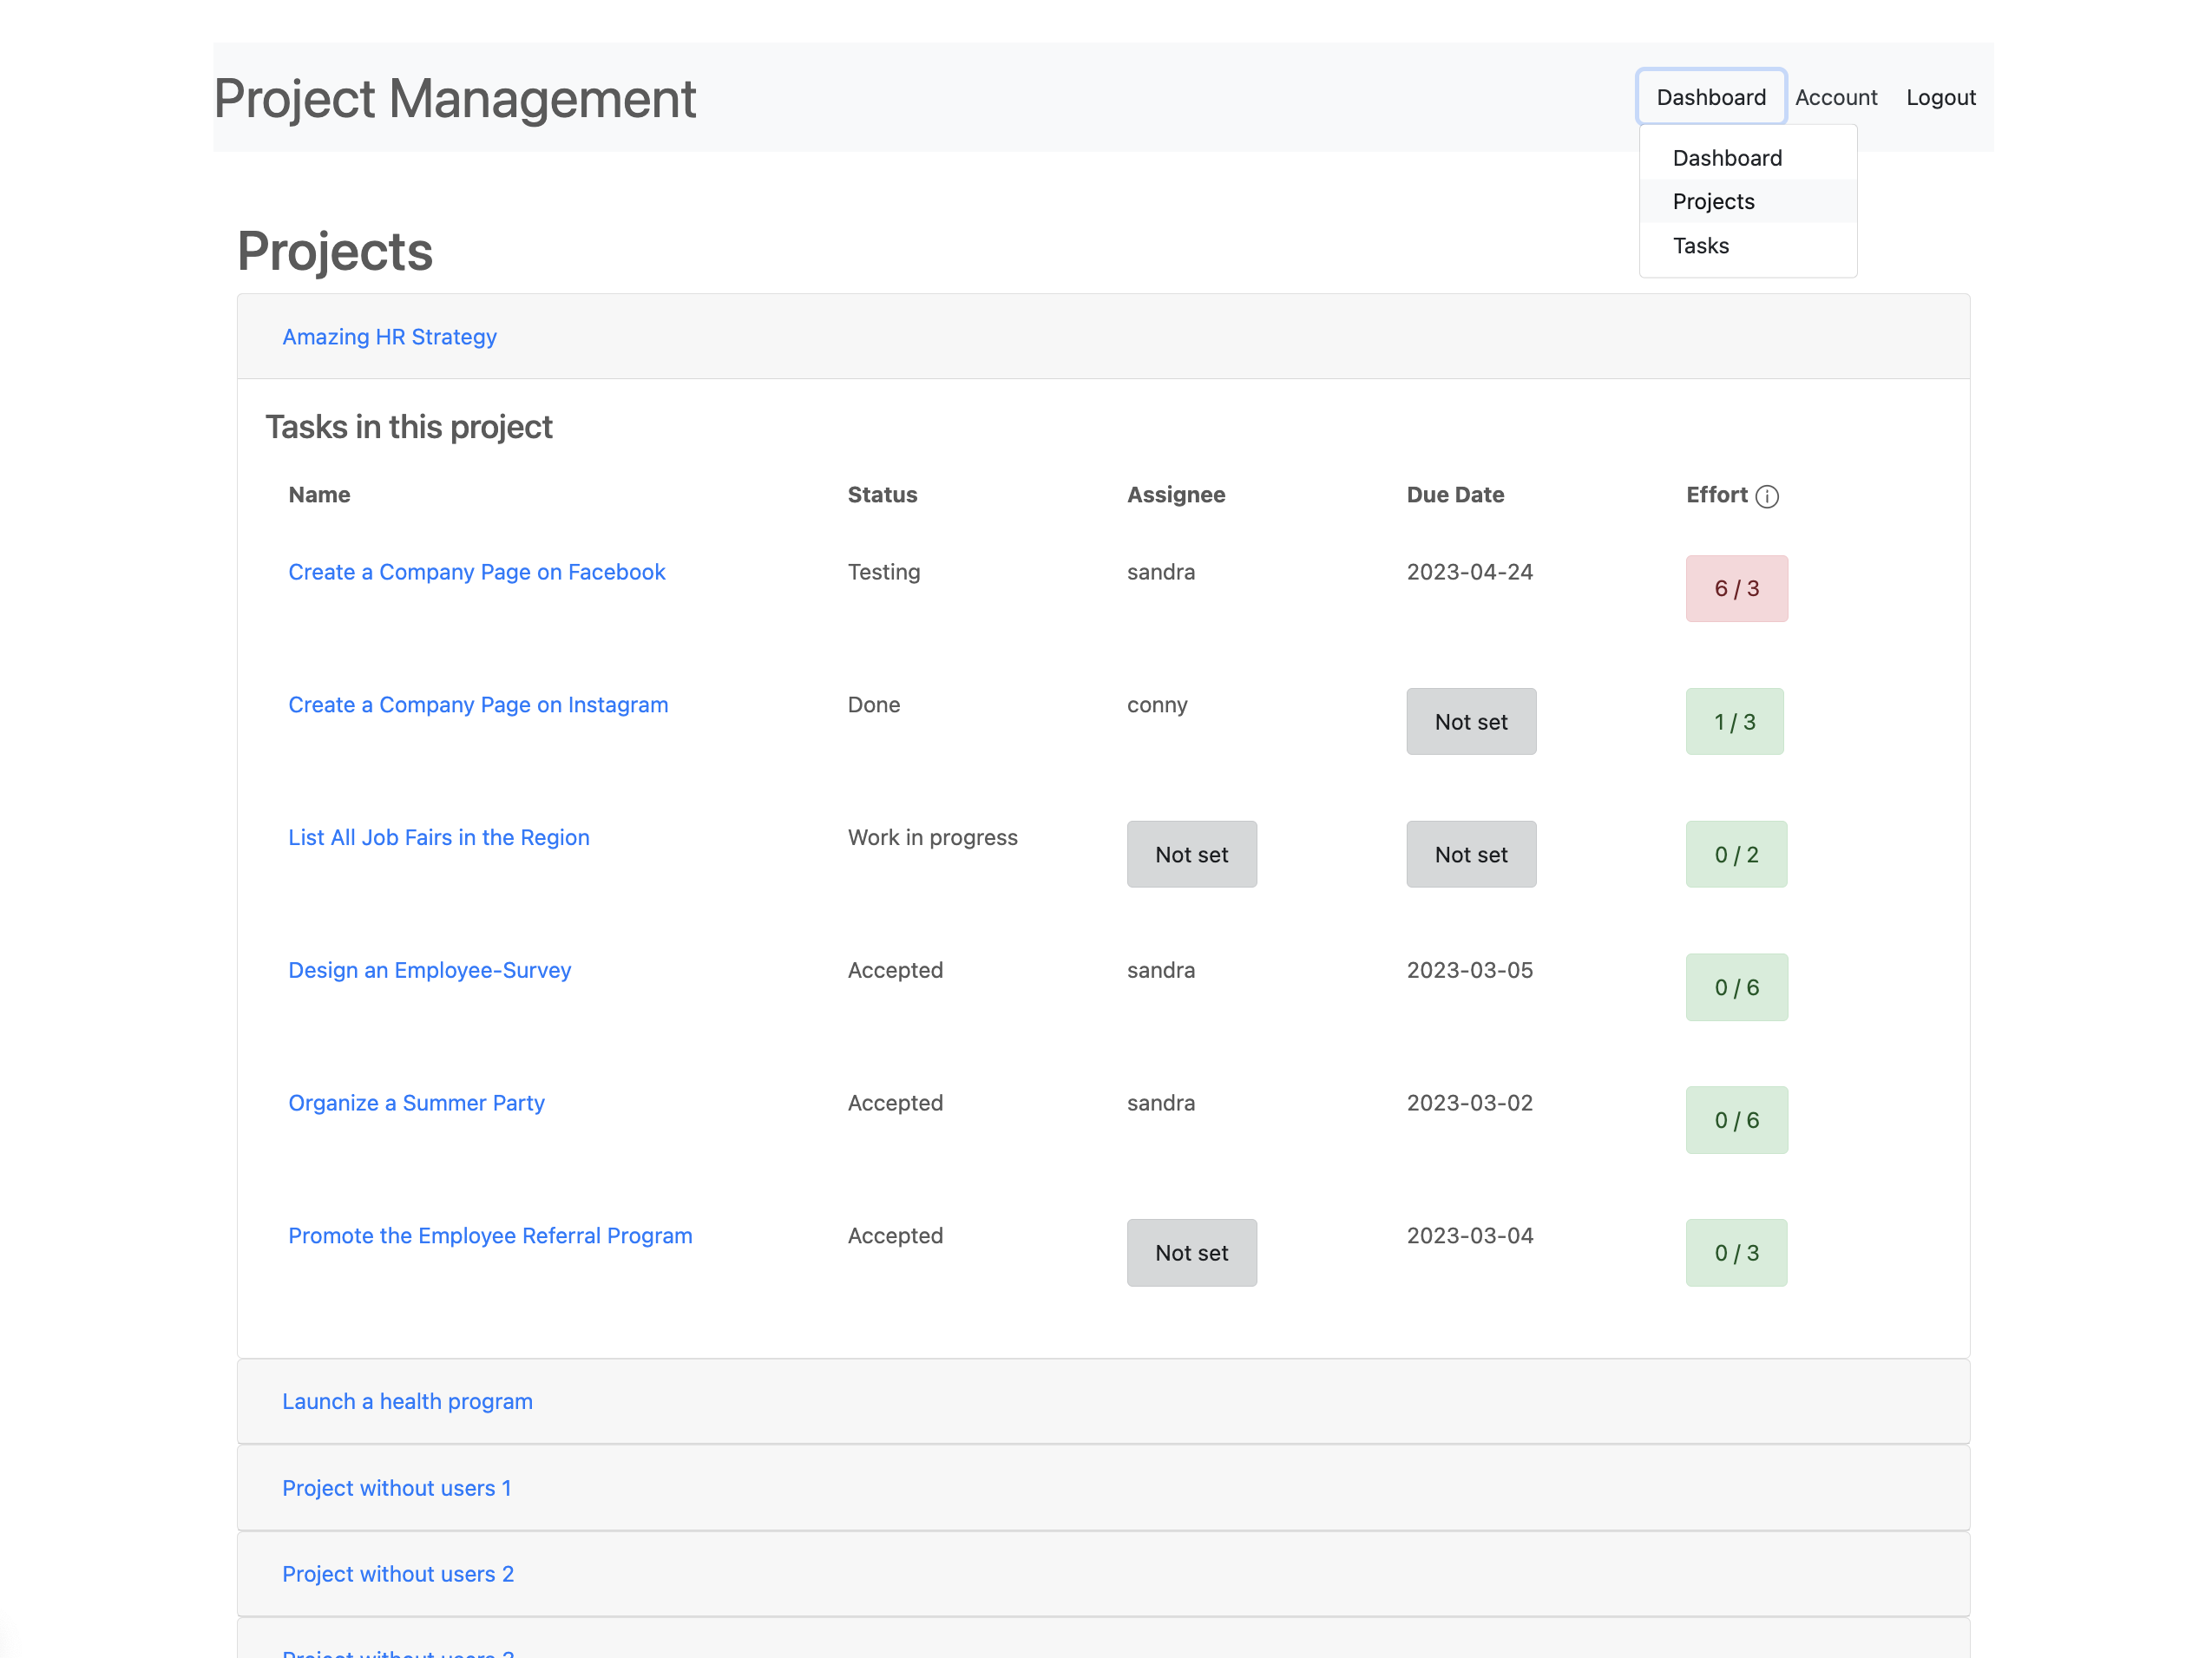 Project Management
Dashboard Account Logout
Dashboard
Projects
Tasks
Projects
Amazing HR Strategy
Tasks in this project
Name Status Assignee Due Date Effort
Create a Company Page on Facebook Testing sandra 2023-04-24 6 / 3
Create a Company Page on Instagram Done conny Not set 1 / 3
List All Job Fairs in the Region Work in progress Not set Not set 0 / 2
Design an Employee-Survey Accepted sandra 2023-03-05 0 / 6
Organize a Summer Party Accepted sandra 2023-03-02 0 / 6
Promote the Employee Referral Program Accepted Not set 2023-03-04 0 / 3
Launch a health program
Project without users 1
Project without users 2
Project without users